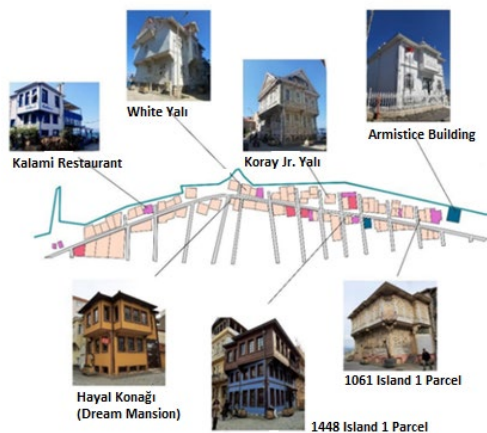 White Yalı
Kalami Restaurant
Koray Jr. Yalı
Armistice Building
Hayal Konağı
(Dream Mansion)
1448 Island 1 Parcel
1061 Island 1 Parcel